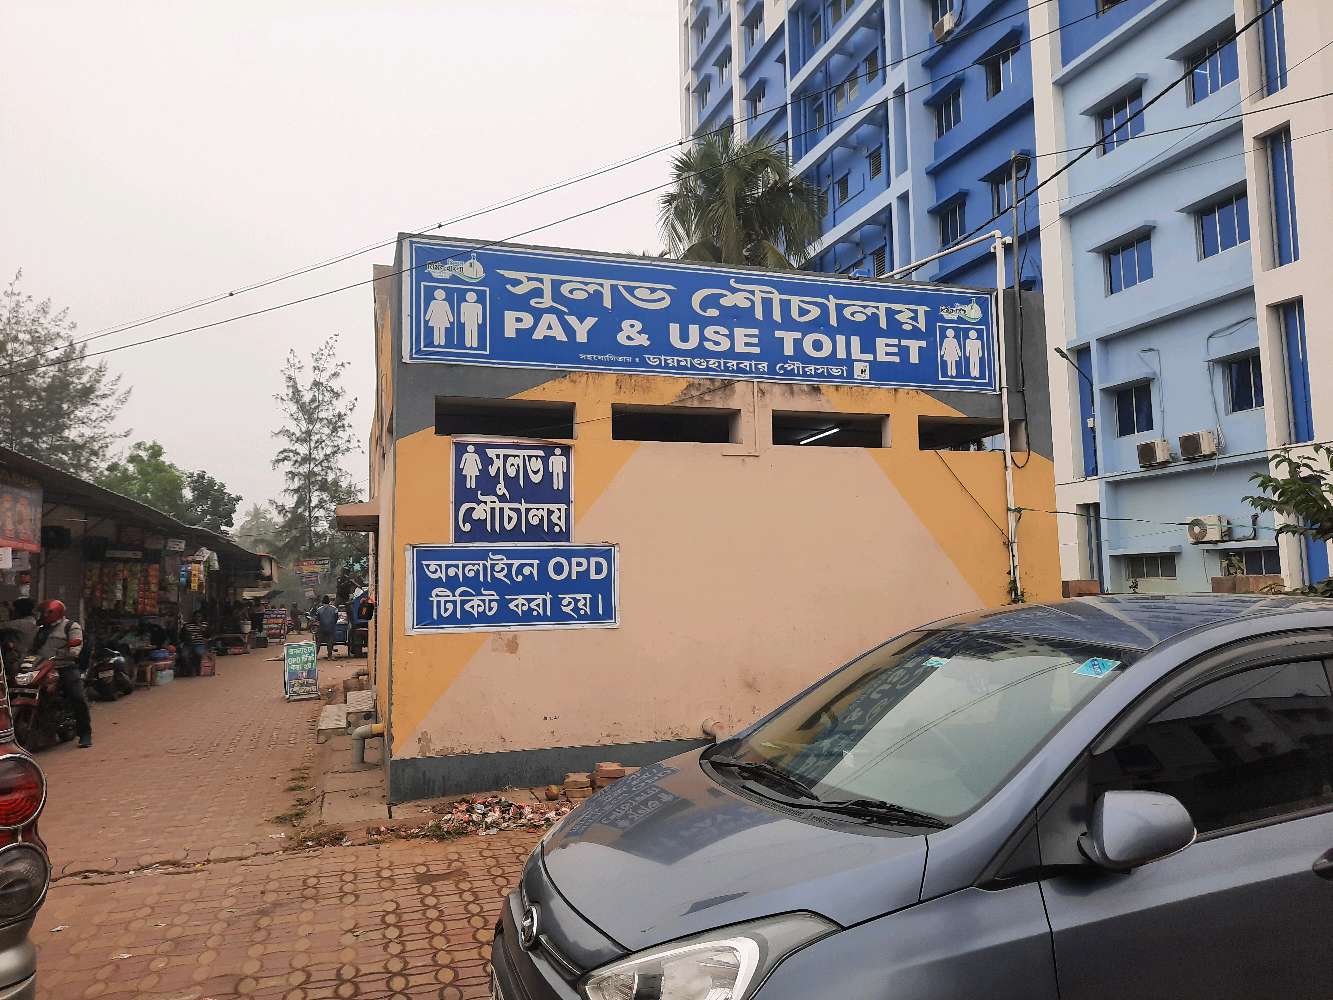 সুলভ শৌচালয়
PAY & USE TOILET
সহযোগিতায় ঃ ডায়মণ্ডহারবার পৌরসভা
সুলভ
শৌচালয়
অনলাইনে OPD
টিকিট করা হয়।